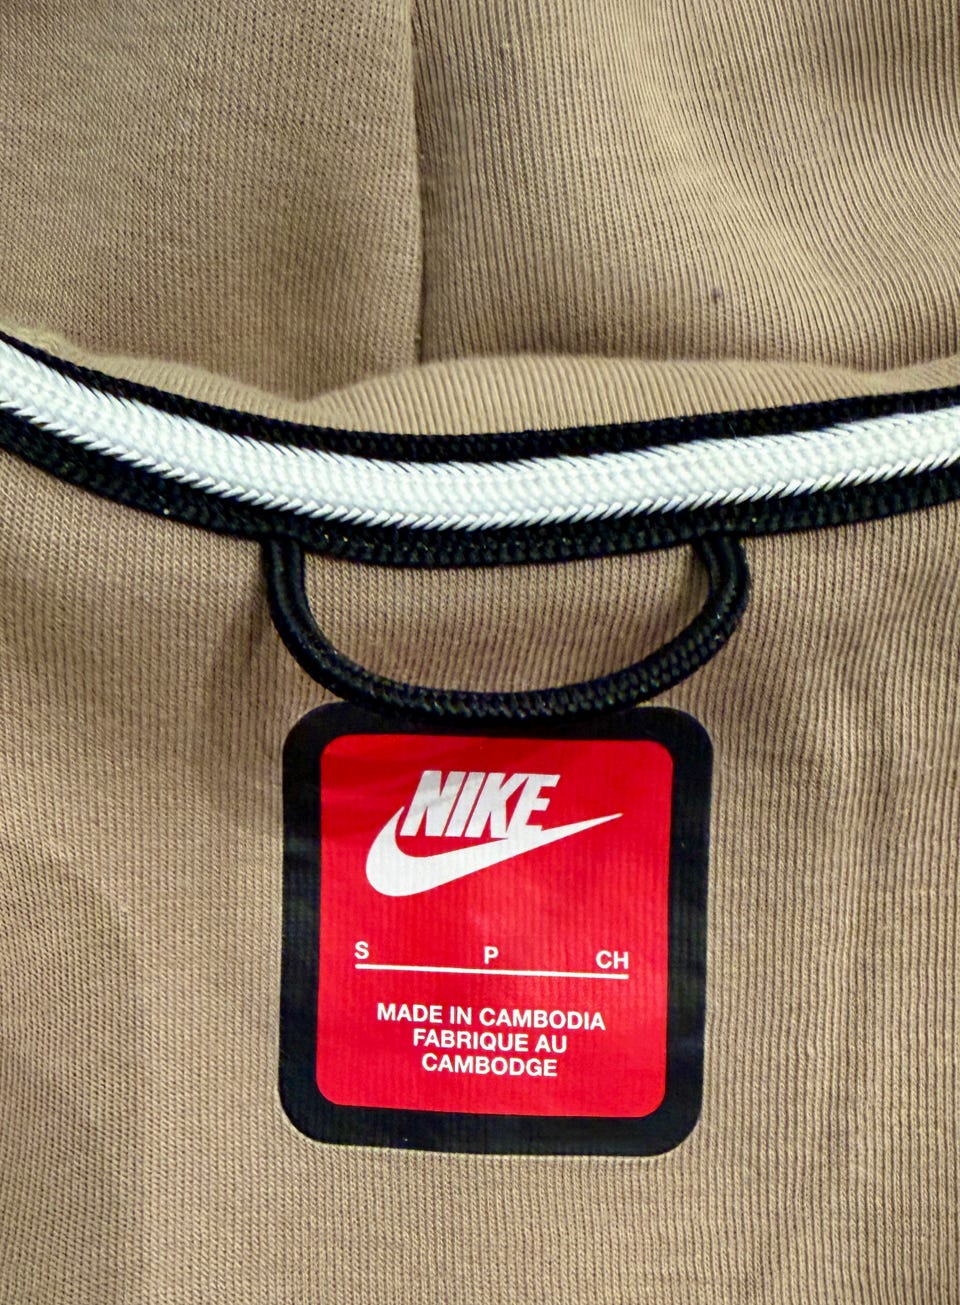 NIKE
S P CH
MADE IN CAMBODIA
FABRIQUE AU
CAMBODGE